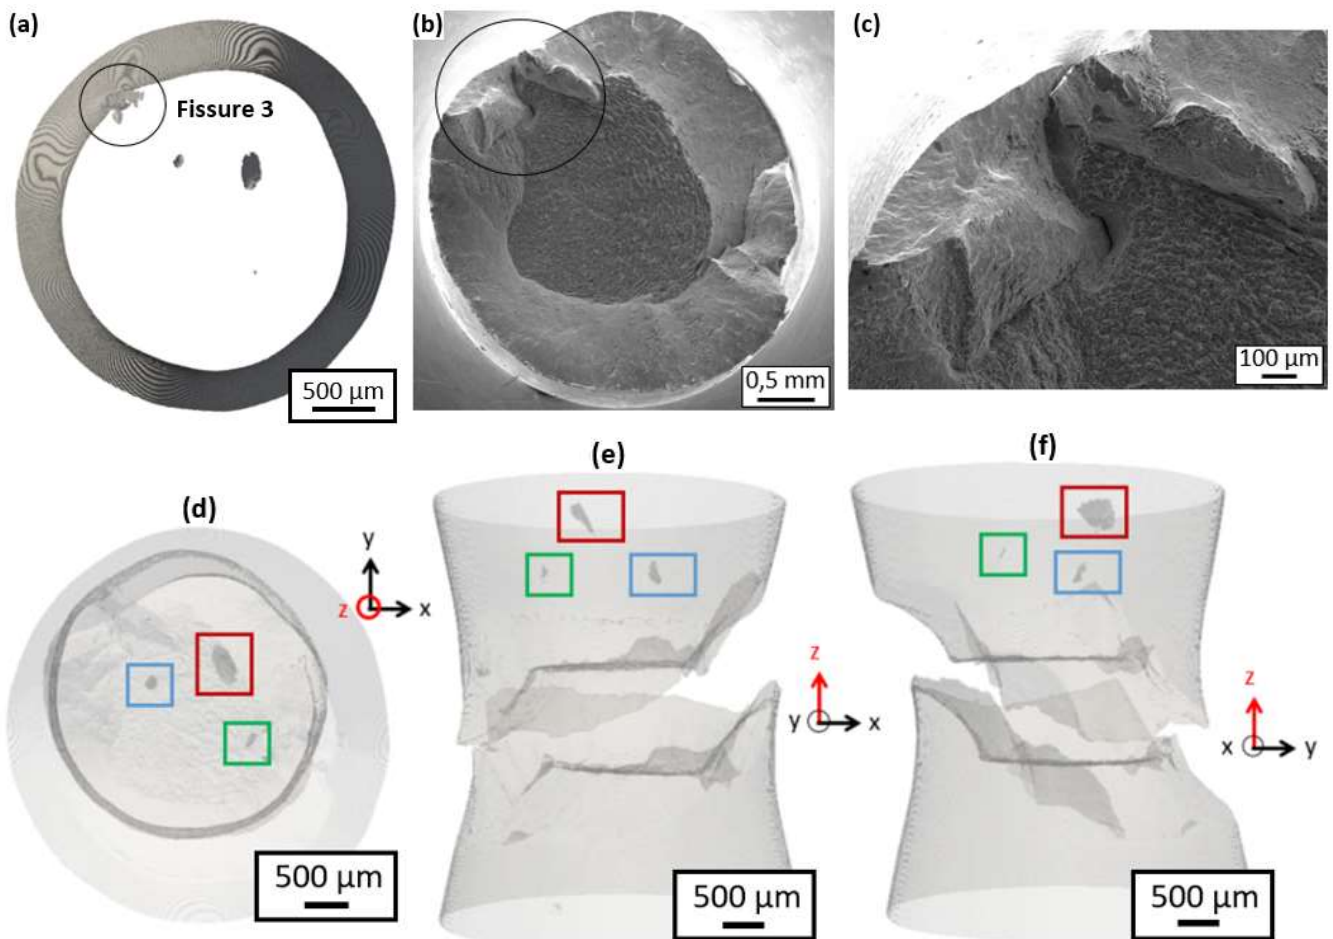 (a)
Fissure 3
500 μm
(b)
0,5 mm
(c)
100 μm
(d)
y
z
x
500 μm
(e)
z
y
x
500 μm
(f)
z
x
y
500 μm